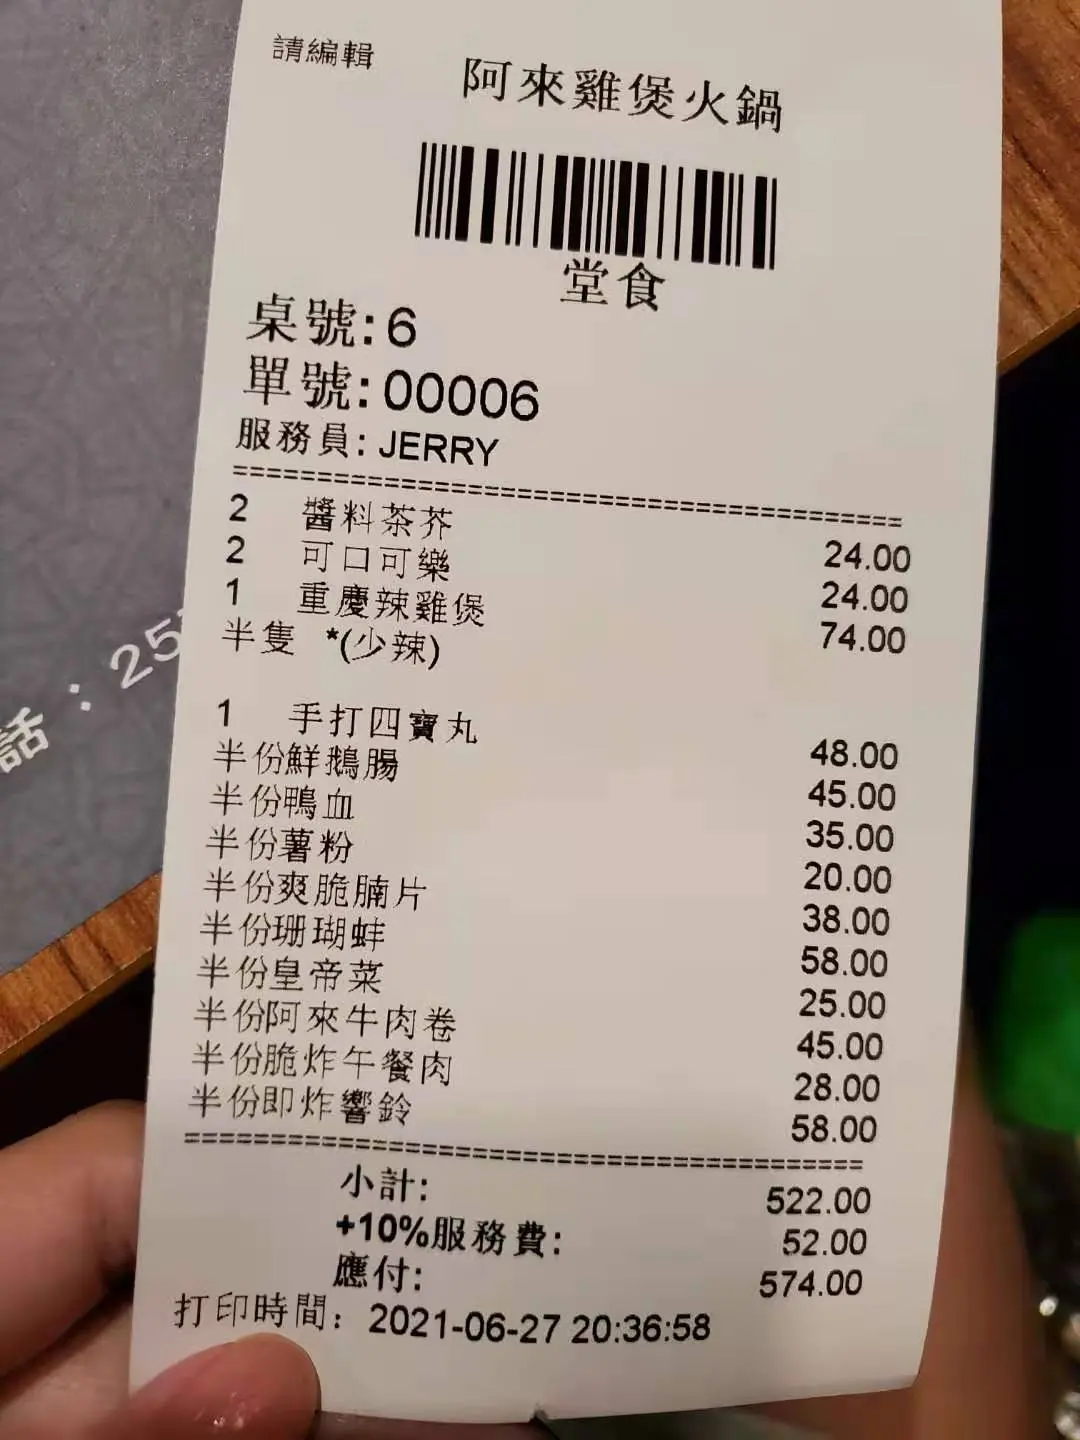 請編輯
阿來雞煲火鍋
堂食
桌號:6
單號:00006
服務員: JERRY
2 醬料茶芥 24.00
2 可口可樂 24.00
1 重慶辣雞煲 74.00
半隻 *(少辣)
1 手打四寶丸 48.00
半份鮮鵝腸 45.00
半份鴨血 35.00
半份薯粉 20.00
半份爽脆腩片 38.00
半份珊瑚蚌 58.00
半份皇帝菜 25.00
半份阿來牛肉卷 45.00
半份脆炸午餐肉 28.00
半份即炸響鈴 58.00
小計: 522.00
+10%服務費: 52.00
應付: 574.00
打印時間: 2021-06-27 20:36:58
話：25